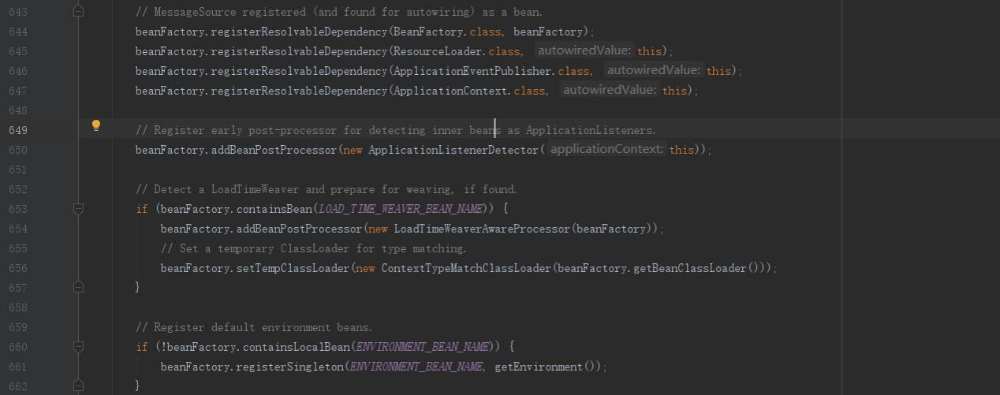 643 // MessageSource registered (and found for autowiring) as a bean.
644 beanFactory.registerResolvableDependency(BeanFactory.class, beanFactory);
645 beanFactory.registerResolvableDependency(ResourceLoader.class, autowiredValue: this);
646 beanFactory.registerResolvableDependency(ApplicationEventPublisher.class, autowiredValue: this);
647 beanFactory.registerResolvableDependency(ApplicationContext.class, autowiredValue: this);
648
649 // Register early post-processor for detecting inner beans as ApplicationListeners.
650 beanFactory.addBeanPostProcessor(new ApplicationListenerDetector( applicationContext: this));
651
652 // Detect a LoadTimeWeaver and prepare for weaving, if found.
653 if (beanFactory.containsBean(LOAD_TIME_WEAVER_BEAN_NAME)) {
654 beanFactory.addBeanPostProcessor(new LoadTimeWeaverAwareProcessor(beanFactory));
655 // Set a temporary ClassLoader for type matching.
656 beanFactory.setTempClassLoader(new ContextTypeMatchClassLoader(beanFactory.getBeanClassLoader()));
657 }
658
659 // Register default environment beans.
660 if (!beanFactory.containsLocalBean(ENVIRONMENT_BEAN_NAME)) {
661 beanFactory.registerSingleton(ENVIRONMENT_BEAN_NAME, getEnvironment());
662 }